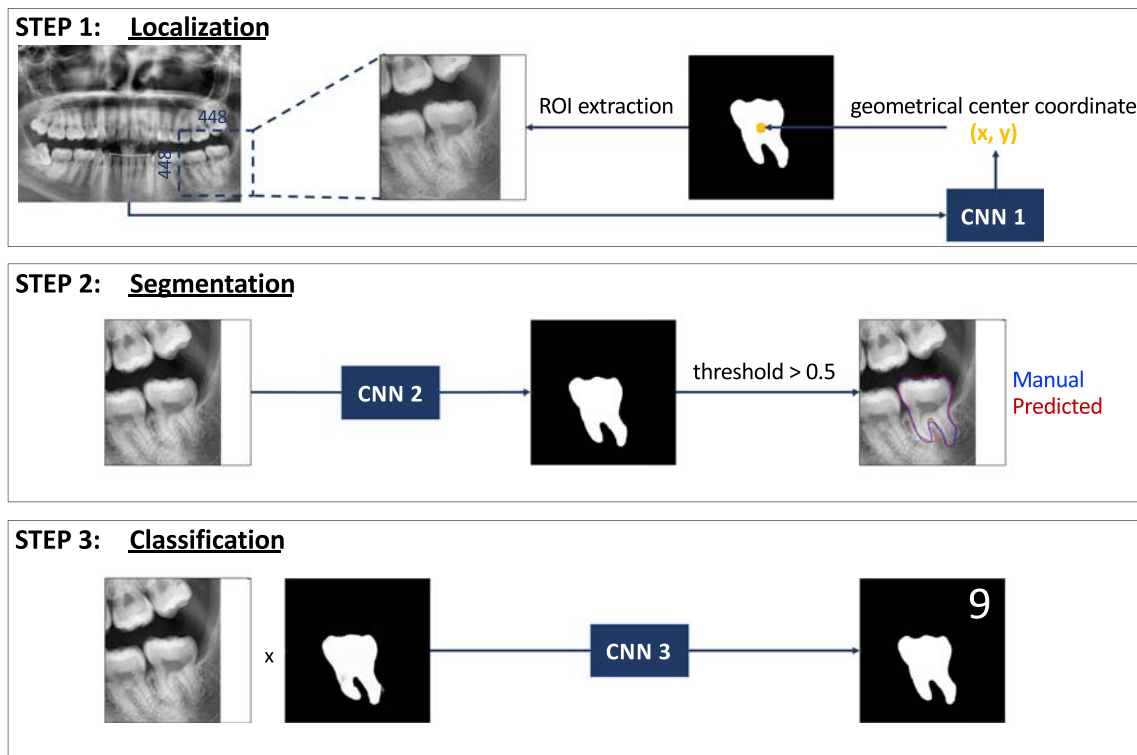 STEP 1: Localization
448
448
ROI extraction
geometrical center coordinate
(x, y)
CNN 1
STEP 2: Segmentation
CNN 2
threshold > 0.5
Manual
Predicted
STEP 3: Classification
x
CNN 3
9